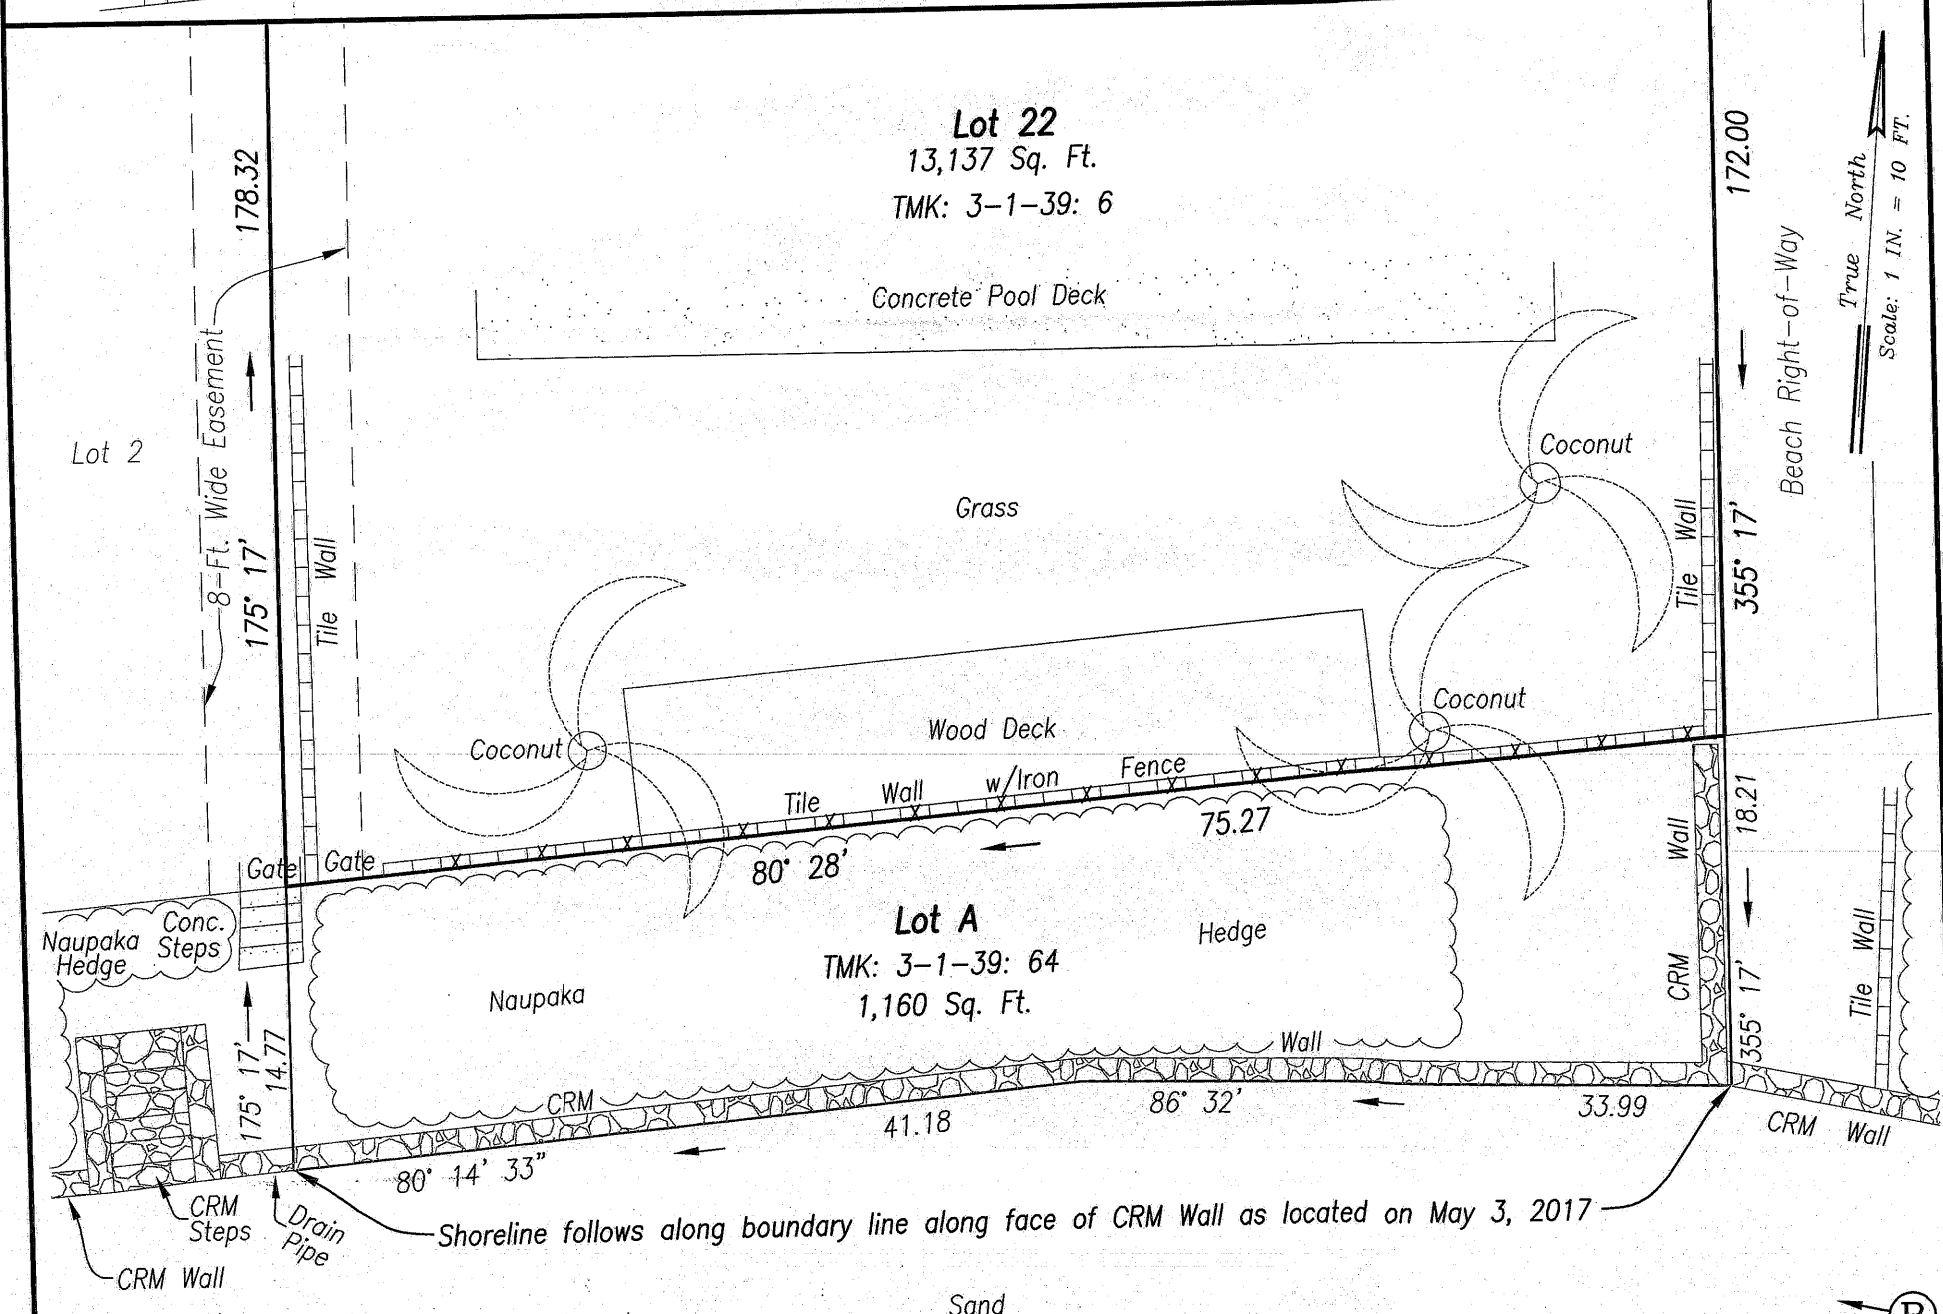 Lot 22
13,137 Sq. Ft.
TMK: 3-1-39: 6
178.32
172.00
True North
Scale: 1 IN. = 10 FT.
Beach Right-of-Way
8-Ft. Wide Easement
Concrete Pool Deck
Lot 2
Coconut
Grass
175° 17'
Tile Wall
Tile Wall
355° 17'
Coconut
Coconut
Wood Deck
Tile Wall w/Iron Fence
75.27
80° 28'
Gate
Gate
18.21
CRM Wall
Tile Wall
Conc. Steps
Naupaka Hedge
Lot A
TMK: 3-1-39: 64
1,160 Sq. Ft.
Hedge
Naupaka
175° 17'
14.77
355° 17'
CRM
Wall
41.18
86° 32'
33.99
80° 14' 33"
CRM Wall
CRM
Steps
Drain
Pipe
CRM Wall
Shoreline follows along boundary line along face of CRM Wall as located on May 3, 2017
Sand
B